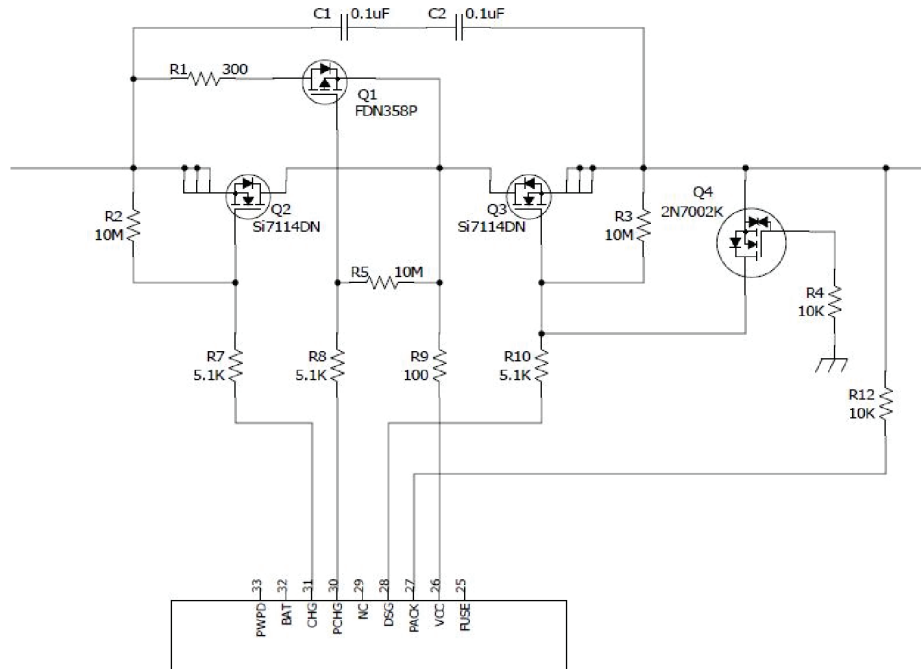 C1 0.1uF C2 0.1uF
R1 300
Q1
FDN358P
Q2
Si7114DN
Q3
Si7114DN
Q4
2N7002K
R2
10M
R3
10M
R5 10M
R4
10K
R7
5.1K
R8
5.1K
R9
100
R10
5.1K
R12
10K
33 32 31 30 29 28 27 26 25
PWPD BAT CHG PCHG NC DSG PACK VCC FUSE